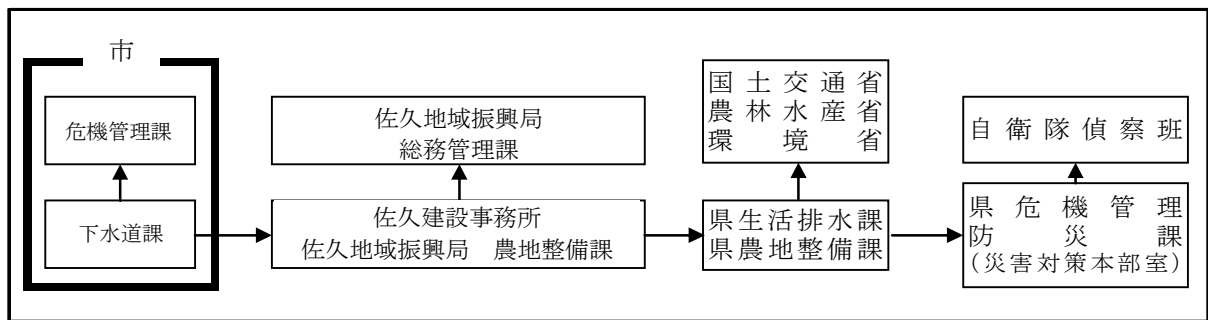 市
危機管理課
下水道課
佐久地域振興局
総務管理課
佐久建設事務所
佐久地域振興局 農地整備課
国土交通省
農林水産省
環境省
県生活排水課
県農地整備課
自衛隊偵察班
県危機管理
防災課
(災害対策本部室)